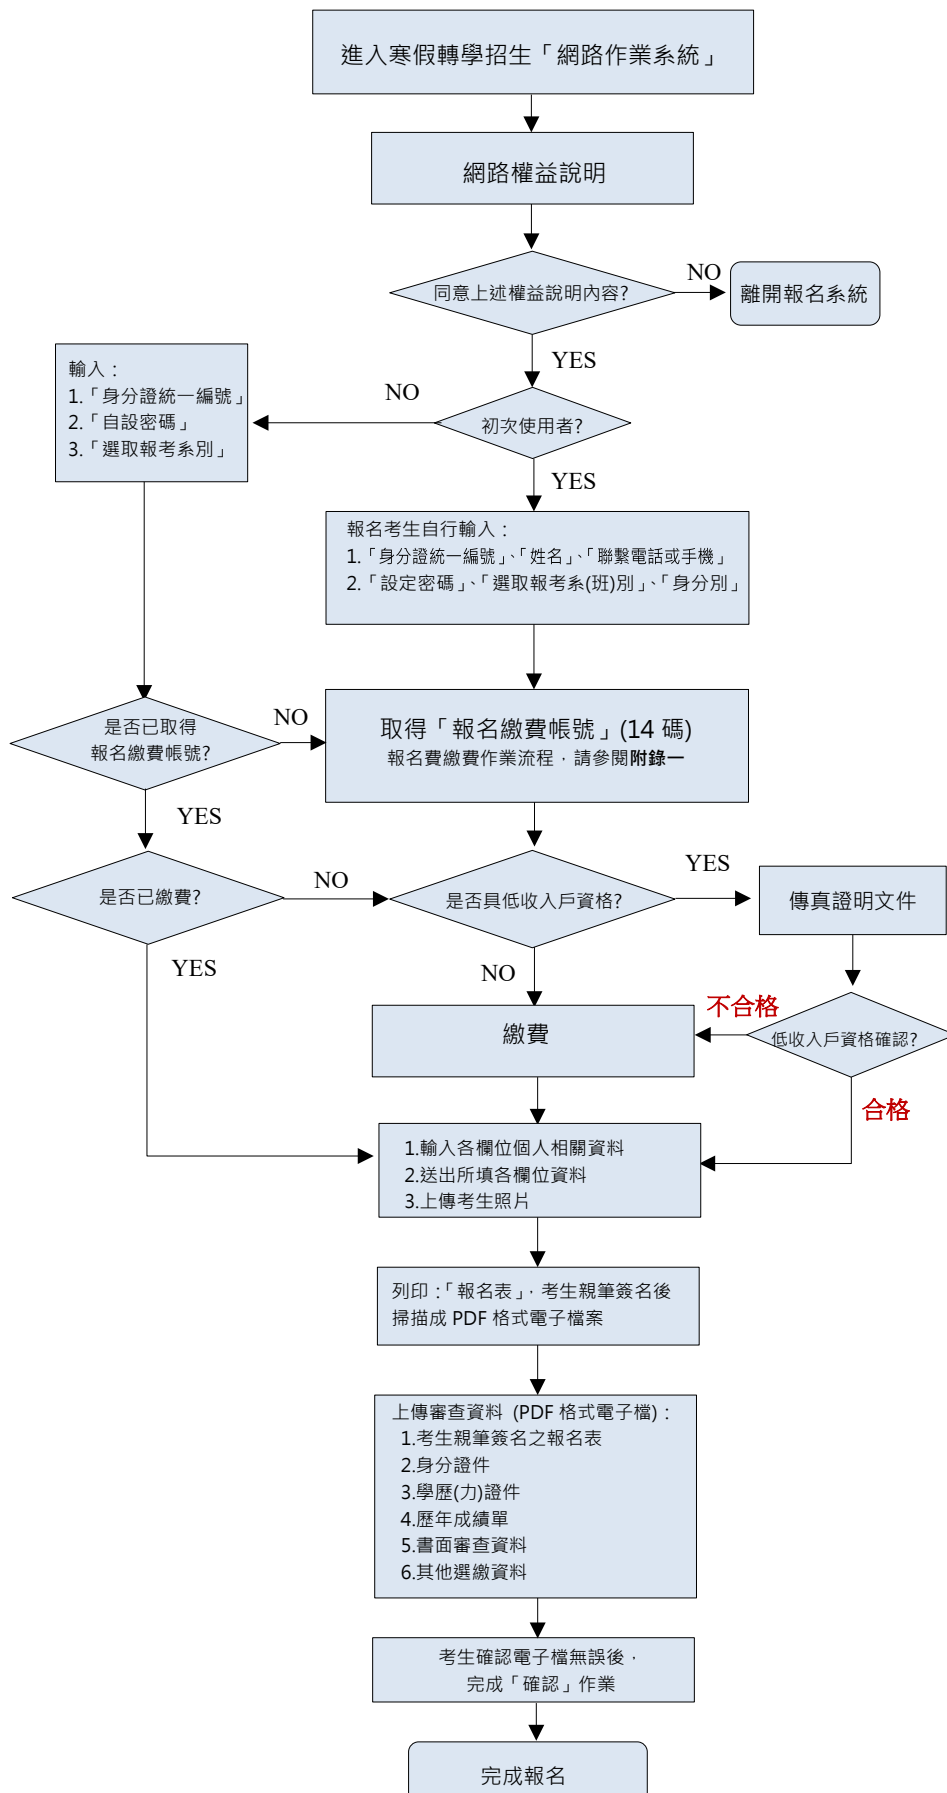 進入寒假轉學招生「網路作業系統」
網路權益說明
同意上述權益說明內容?
NO
離開報名系統
YES
初次使用者?
NO
輸入：
1.「身分證統一編號」
2.「自設密碼」
3.「選取報考系別」
YES
報名考生自行輸入：
1.「身分證統一編號」、「姓名」、「聯繫電話或手機」
2.「設定密碼」、「選取報考系(班)別」、「身分別」
是否已取得
報名繳費帳號?
NO
取得「報名繳費帳號」(14 碼)
報名費繳費作業流程，請參閱附錄一
YES
是否已繳費?
NO
是否具低收入戶資格?
YES
傳真證明文件
YES
NO
繳費
不合格
低收入戶資格確認?
合格
1.輸入各欄位個人相關資料
2.送出所填各欄位資料
3.上傳考生照片
列印：「報名表」，考生親筆簽名後
掃描成 PDF 格式電子檔案
上傳審查資料 (PDF 格式電子檔)：
1.考生親筆簽名之報名表
2.身分證件
3.學歷(力)證件
4.歷年成績單
5.書面審查資料
6.其他選繳資料
考生確認電子檔無誤後，
完成「確認」作業
完成報名